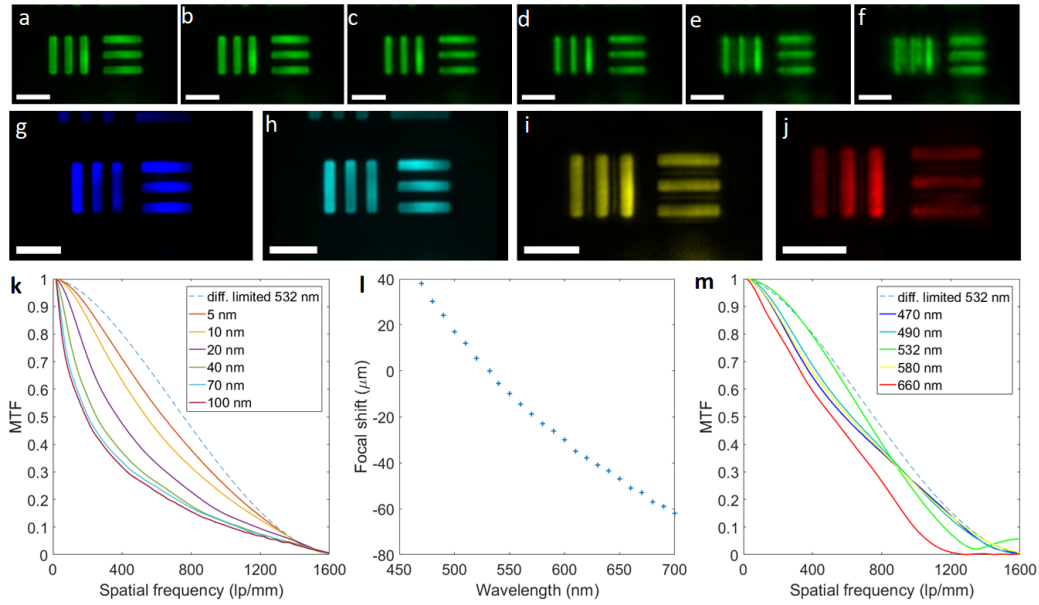 a b c d e f
g h i j
k
MTF
1
0.9
0.8
0.7
0.6
0.5
0.4
0.3
0.2
0.1
0
0 400 800 1200 1600
Spatial frequency (lp/mm)
diff. limited 532 nm
5 nm
10 nm
20 nm
40 nm
70 nm
100 nm
l
Focal shift (μm)
40
20
0
-20
-40
-60
-80
450 500 550 600 650 700
Wavelength (nm)
m
MTF
1
0.9
0.8
0.7
0.6
0.5
0.4
0.3
0.2
0.1
0
0 400 800 1200 1600
Spatial frequency (lp/mm)
diff. limited 532 nm
470 nm
490 nm
532 nm
580 nm
660 nm